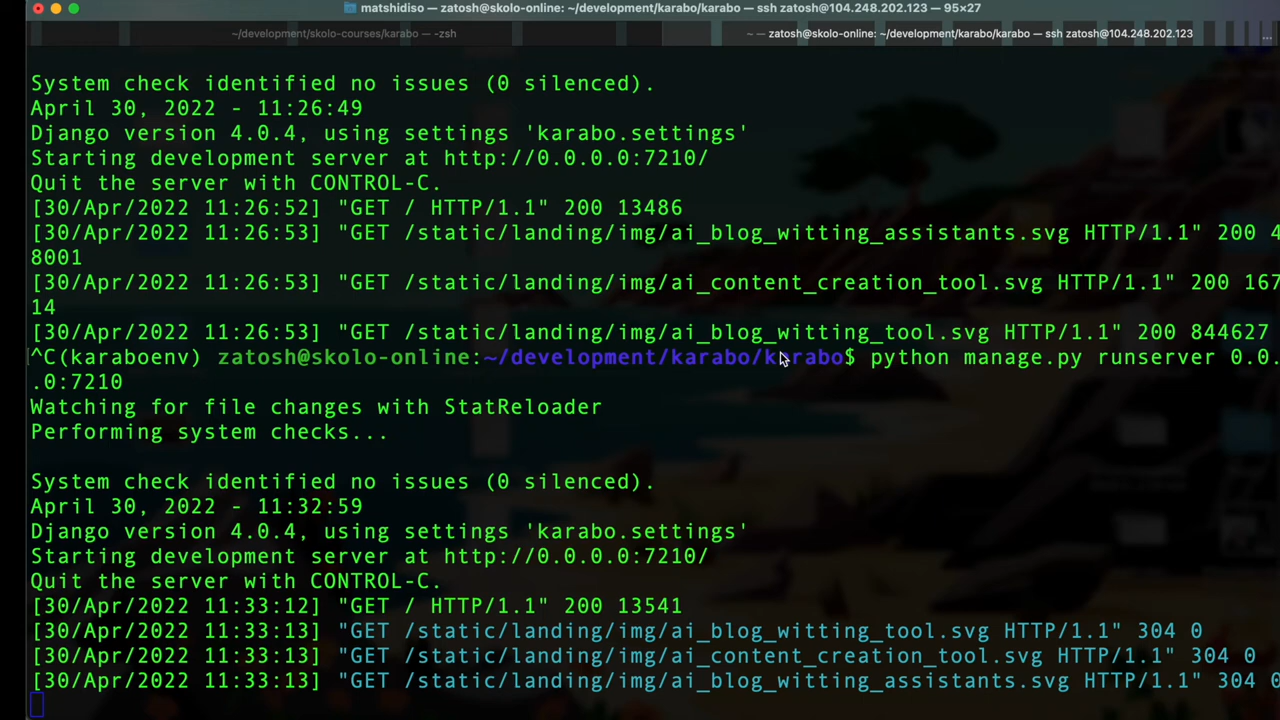 matshidiso — zatosh@skolo-online: ~/development/karabo/karabo — ssh zatosh@104.248.202.123 — 95×27
~/development/skolo-courses/karabo — -zsh
~ — zatosh@skolo-online: ~/development/karabo/karabo — ssh zatosh@104.248.202.123
...
System check identified no issues (0 silenced).
April 30, 2022 - 11:26:49
Django version 4.0.4, using settings 'karabo.settings'
Starting development server at http://0.0.0.0:7210/
Quit the server with CONTROL-C.
[30/Apr/2022 11:26:52] "GET / HTTP/1.1" 200 13486
[30/Apr/2022 11:26:53] "GET /static/landing/img/ai_blog_witting_assistants.svg HTTP/1.1" 200 4
8001
[30/Apr/2022 11:26:53] "GET /static/landing/img/ai_content_creation_tool.svg HTTP/1.1" 200 167
14
[30/Apr/2022 11:26:53] "GET /static/landing/img/ai_blog_witting_tool.svg HTTP/1.1" 200 844627
^C(karaboenv) zatosh@skolo-online:~/development/karabo/karabo$ python manage.py runserver 0.0.
.0:7210
Watching for file changes with StatReloader
Performing system checks...
System check identified no issues (0 silenced).
April 30, 2022 - 11:32:59
Django version 4.0.4, using settings 'karabo.settings'
Starting development server at http://0.0.0.0:7210/
Quit the server with CONTROL-C.
[30/Apr/2022 11:33:12] "GET / HTTP/1.1" 200 13541
[30/Apr/2022 11:33:13] "GET /static/landing/img/ai_blog_witting_tool.svg HTTP/1.1" 304 0
[30/Apr/2022 11:33:13] "GET /static/landing/img/ai_content_creation_tool.svg HTTP/1.1" 304 0
[30/Apr/2022 11:33:13] "GET /static/landing/img/ai_blog_witting_assistants.svg HTTP/1.1" 304 0